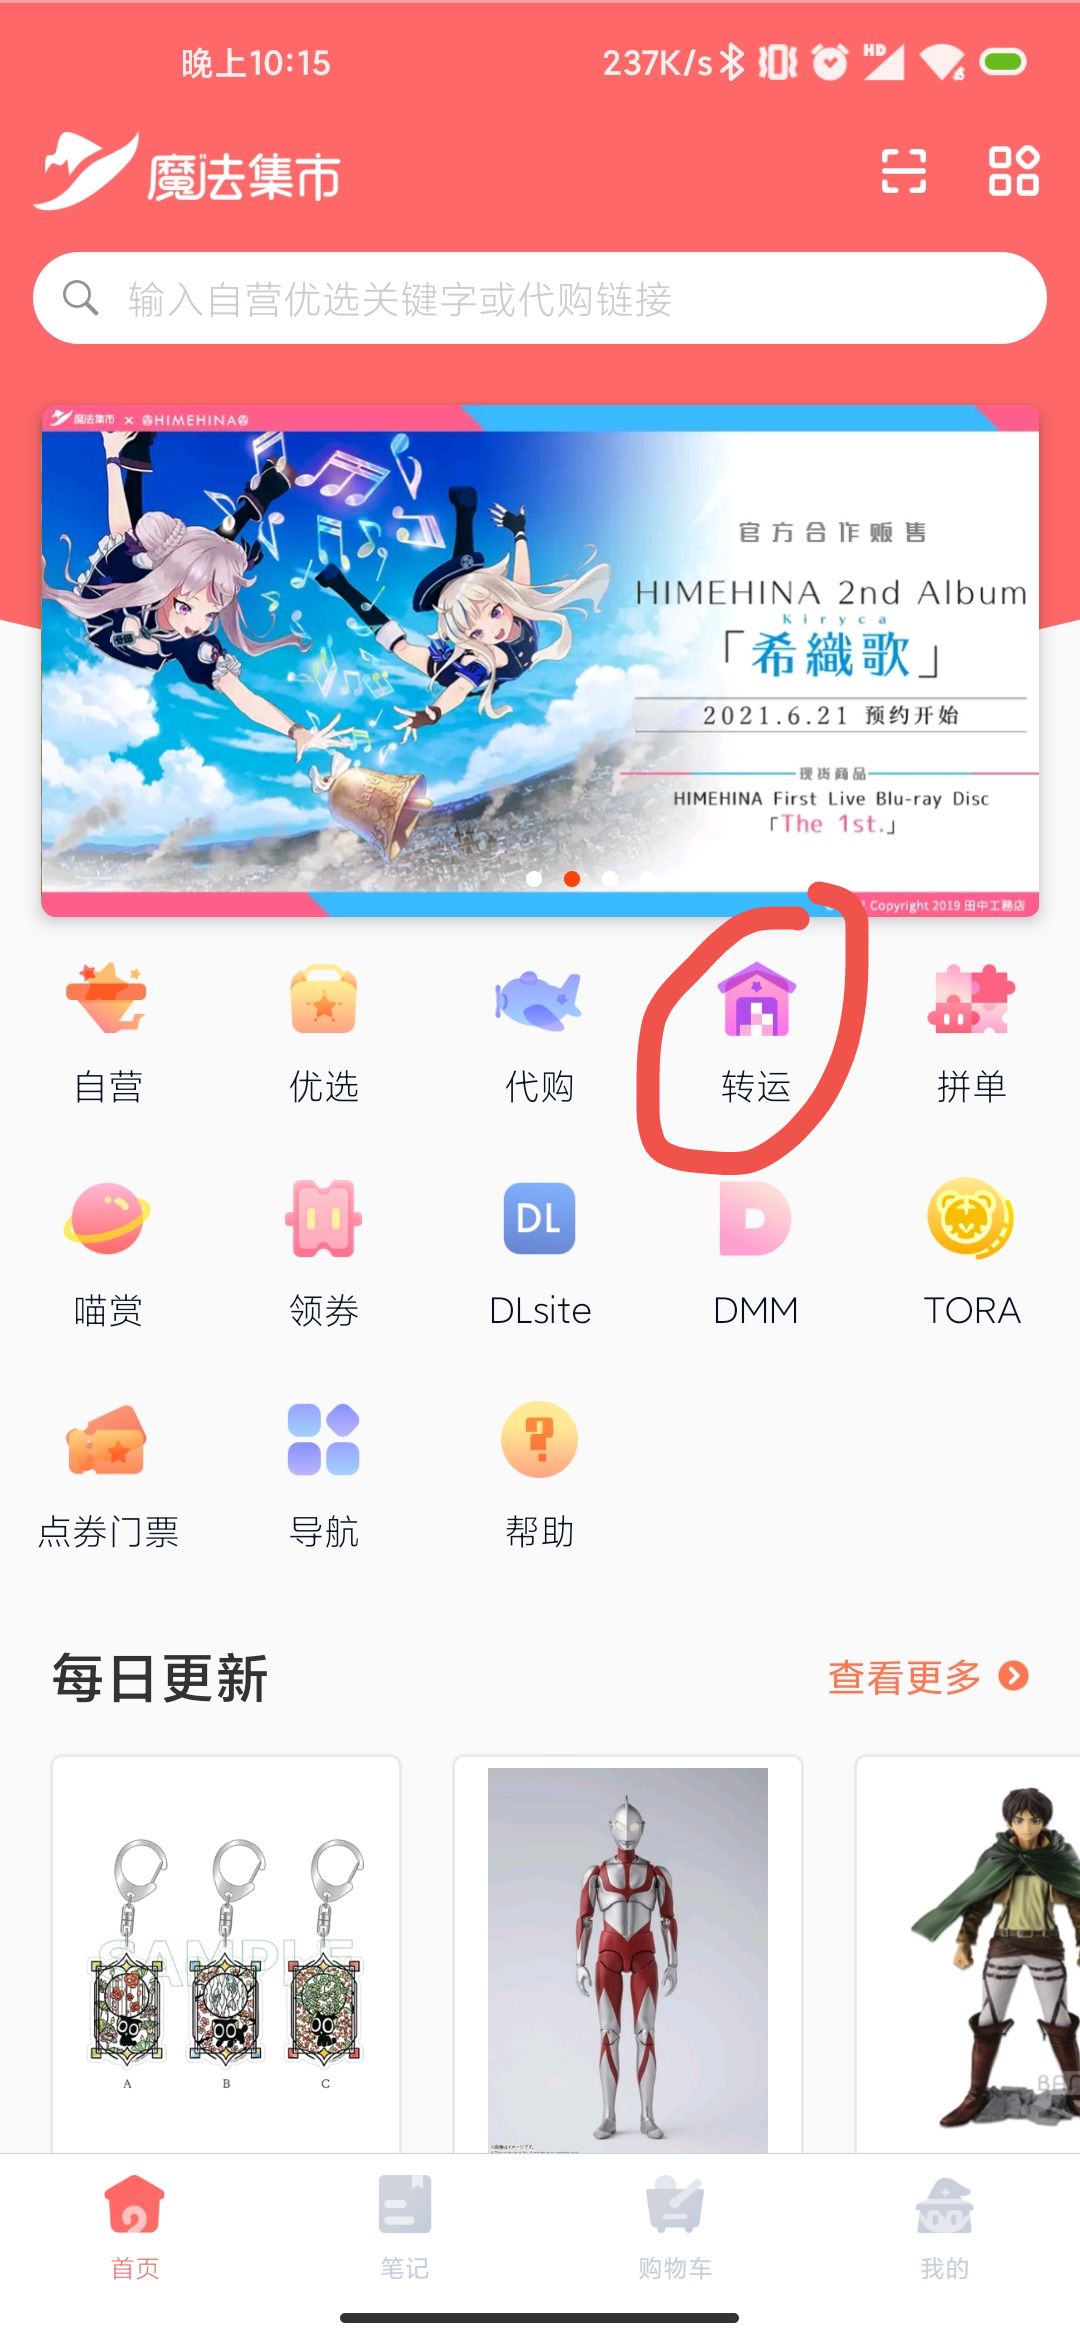 晚上10:15 237K/s HD 6
魔法集市
输入自营优选关键字或代购链接
魔法集市 × HIMEHINA
官方合作贩售
HIMEHINA 2nd Album
Kiryca
「希織歌」
2021.6.21 预约开始
现货商品
HIMEHINA First Live Blu-ray Disc
「The 1st.」
Copyright 2019 田中工務店
自营 优选 代购 转运 拼单
DL D
喵赏 领券 DLsite DMM TORA
点券门票 导航 帮助
每日更新 查看更多
SAMPLE
A B C
首页 笔记 购物车 我的